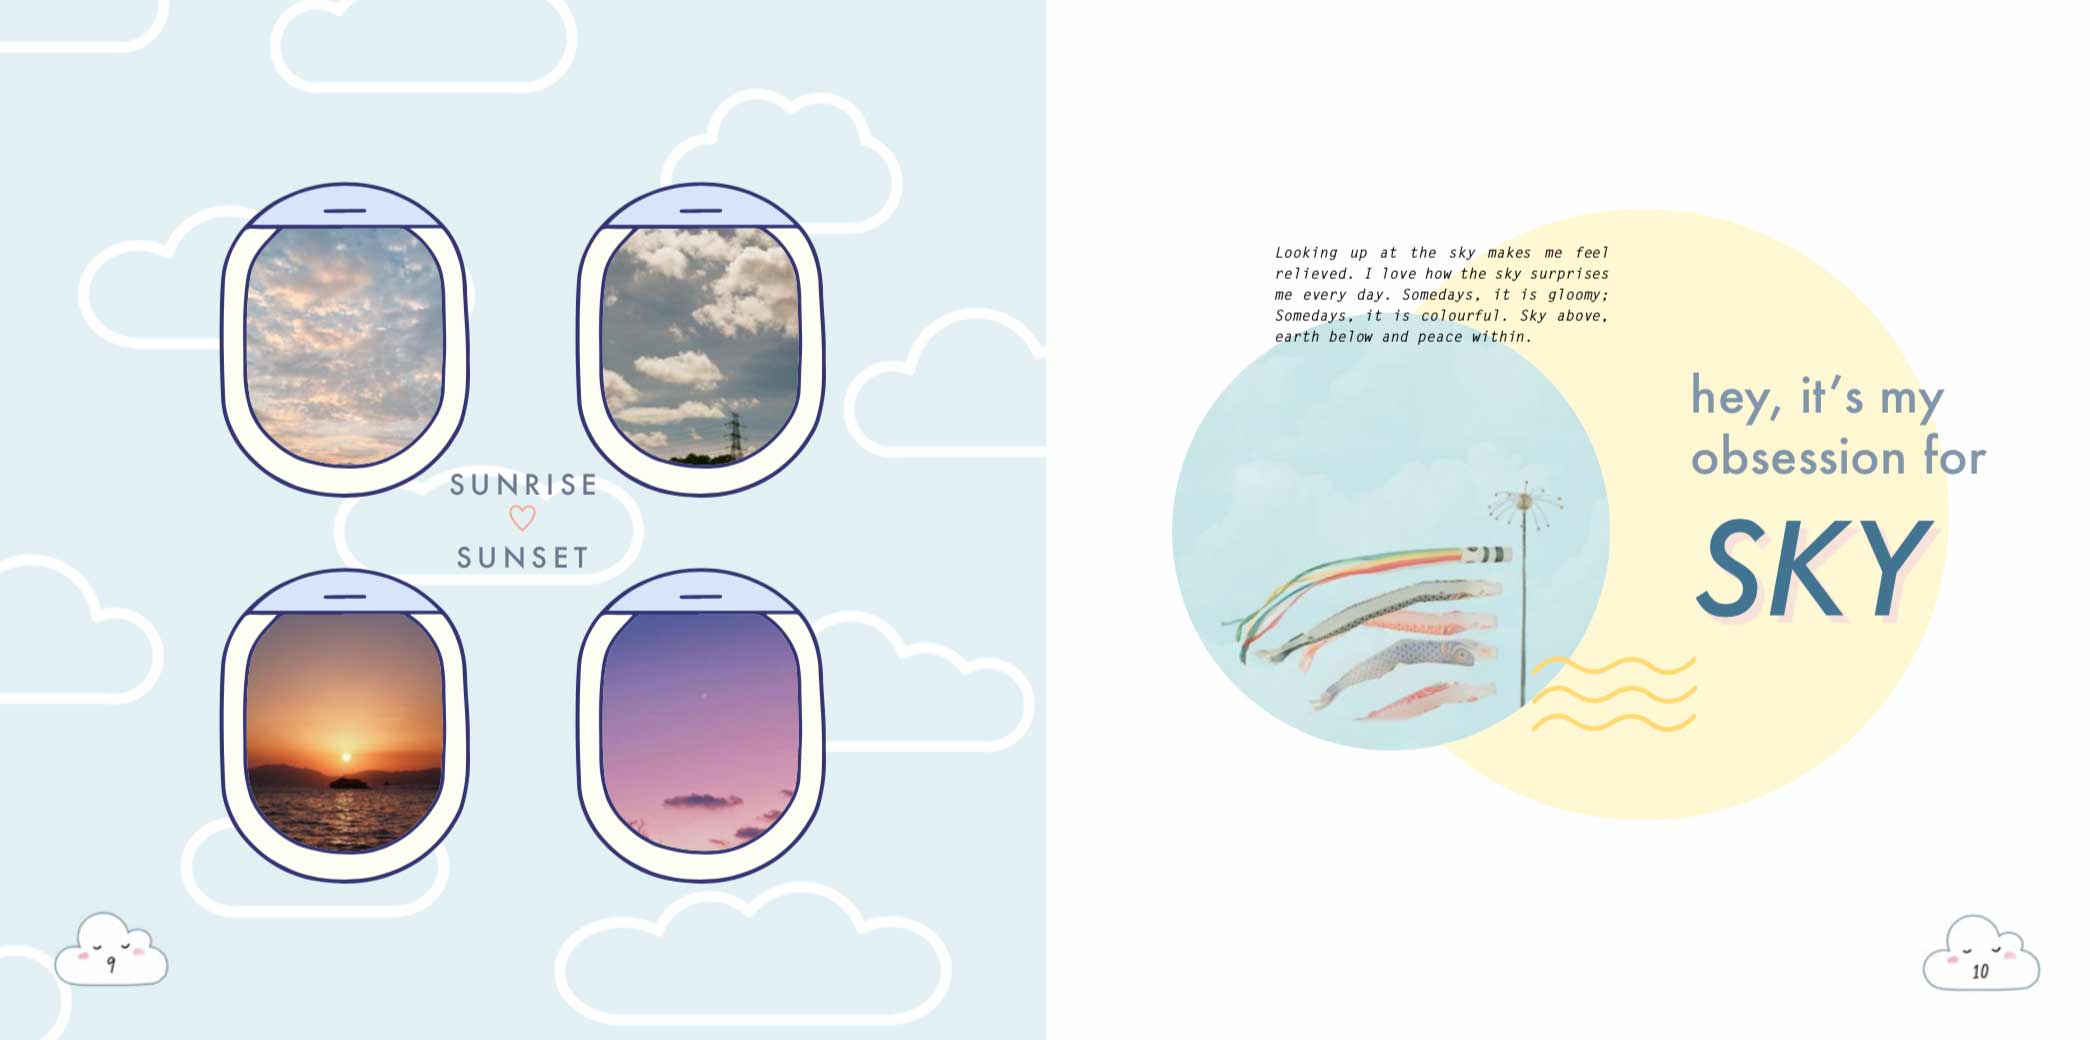 SUNRISE
SUNSET
9
Looking up at the sky makes me feel
relieved. I love how the sky surprises
me every day. Somedays, it is gloomy;
Somedays, it is colourful. Sky above,
earth below and peace within.
hey, it’s my
obsession for
SKY
10